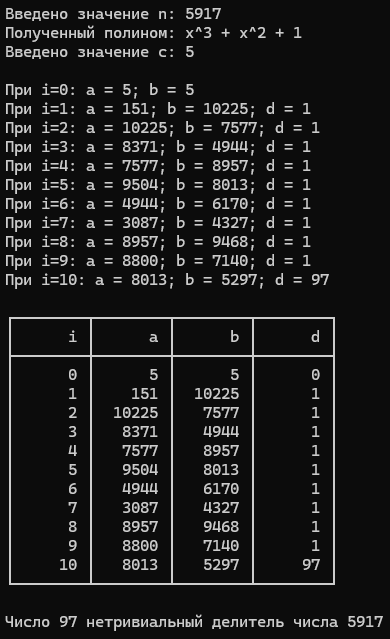 Введено значение n: 5917
Полученный полином: x^3 + x^2 + 1
Введено значение c: 5
При i=0: a = 5; b = 5
При i=1: a = 151; b = 10225; d = 1
При i=2: a = 10225; b = 7577; d = 1
При i=3: a = 8371; b = 4944; d = 1
При i=4: a = 7577; b = 8957; d = 1
При i=5: a = 9504; b = 8013; d = 1
При i=6: a = 4944; b = 6170; d = 1
При i=7: a = 3087; b = 4327; d = 1
При i=8: a = 8957; b = 9468; d = 1
При i=9: a = 8800; b = 7140; d = 1
При i=10: a = 8013; b = 5297; d = 97
i a b d
0 5 5 0
1 151 10225 1
2 10225 7577 1
3 8371 4944 1
4 7577 8957 1
5 9504 8013 1
6 4944 6170 1
7 3087 4327 1
8 8957 9468 1
9 8800 7140 1
10 8013 5297 97
Число 97 нетривиальный делитель числа 5917